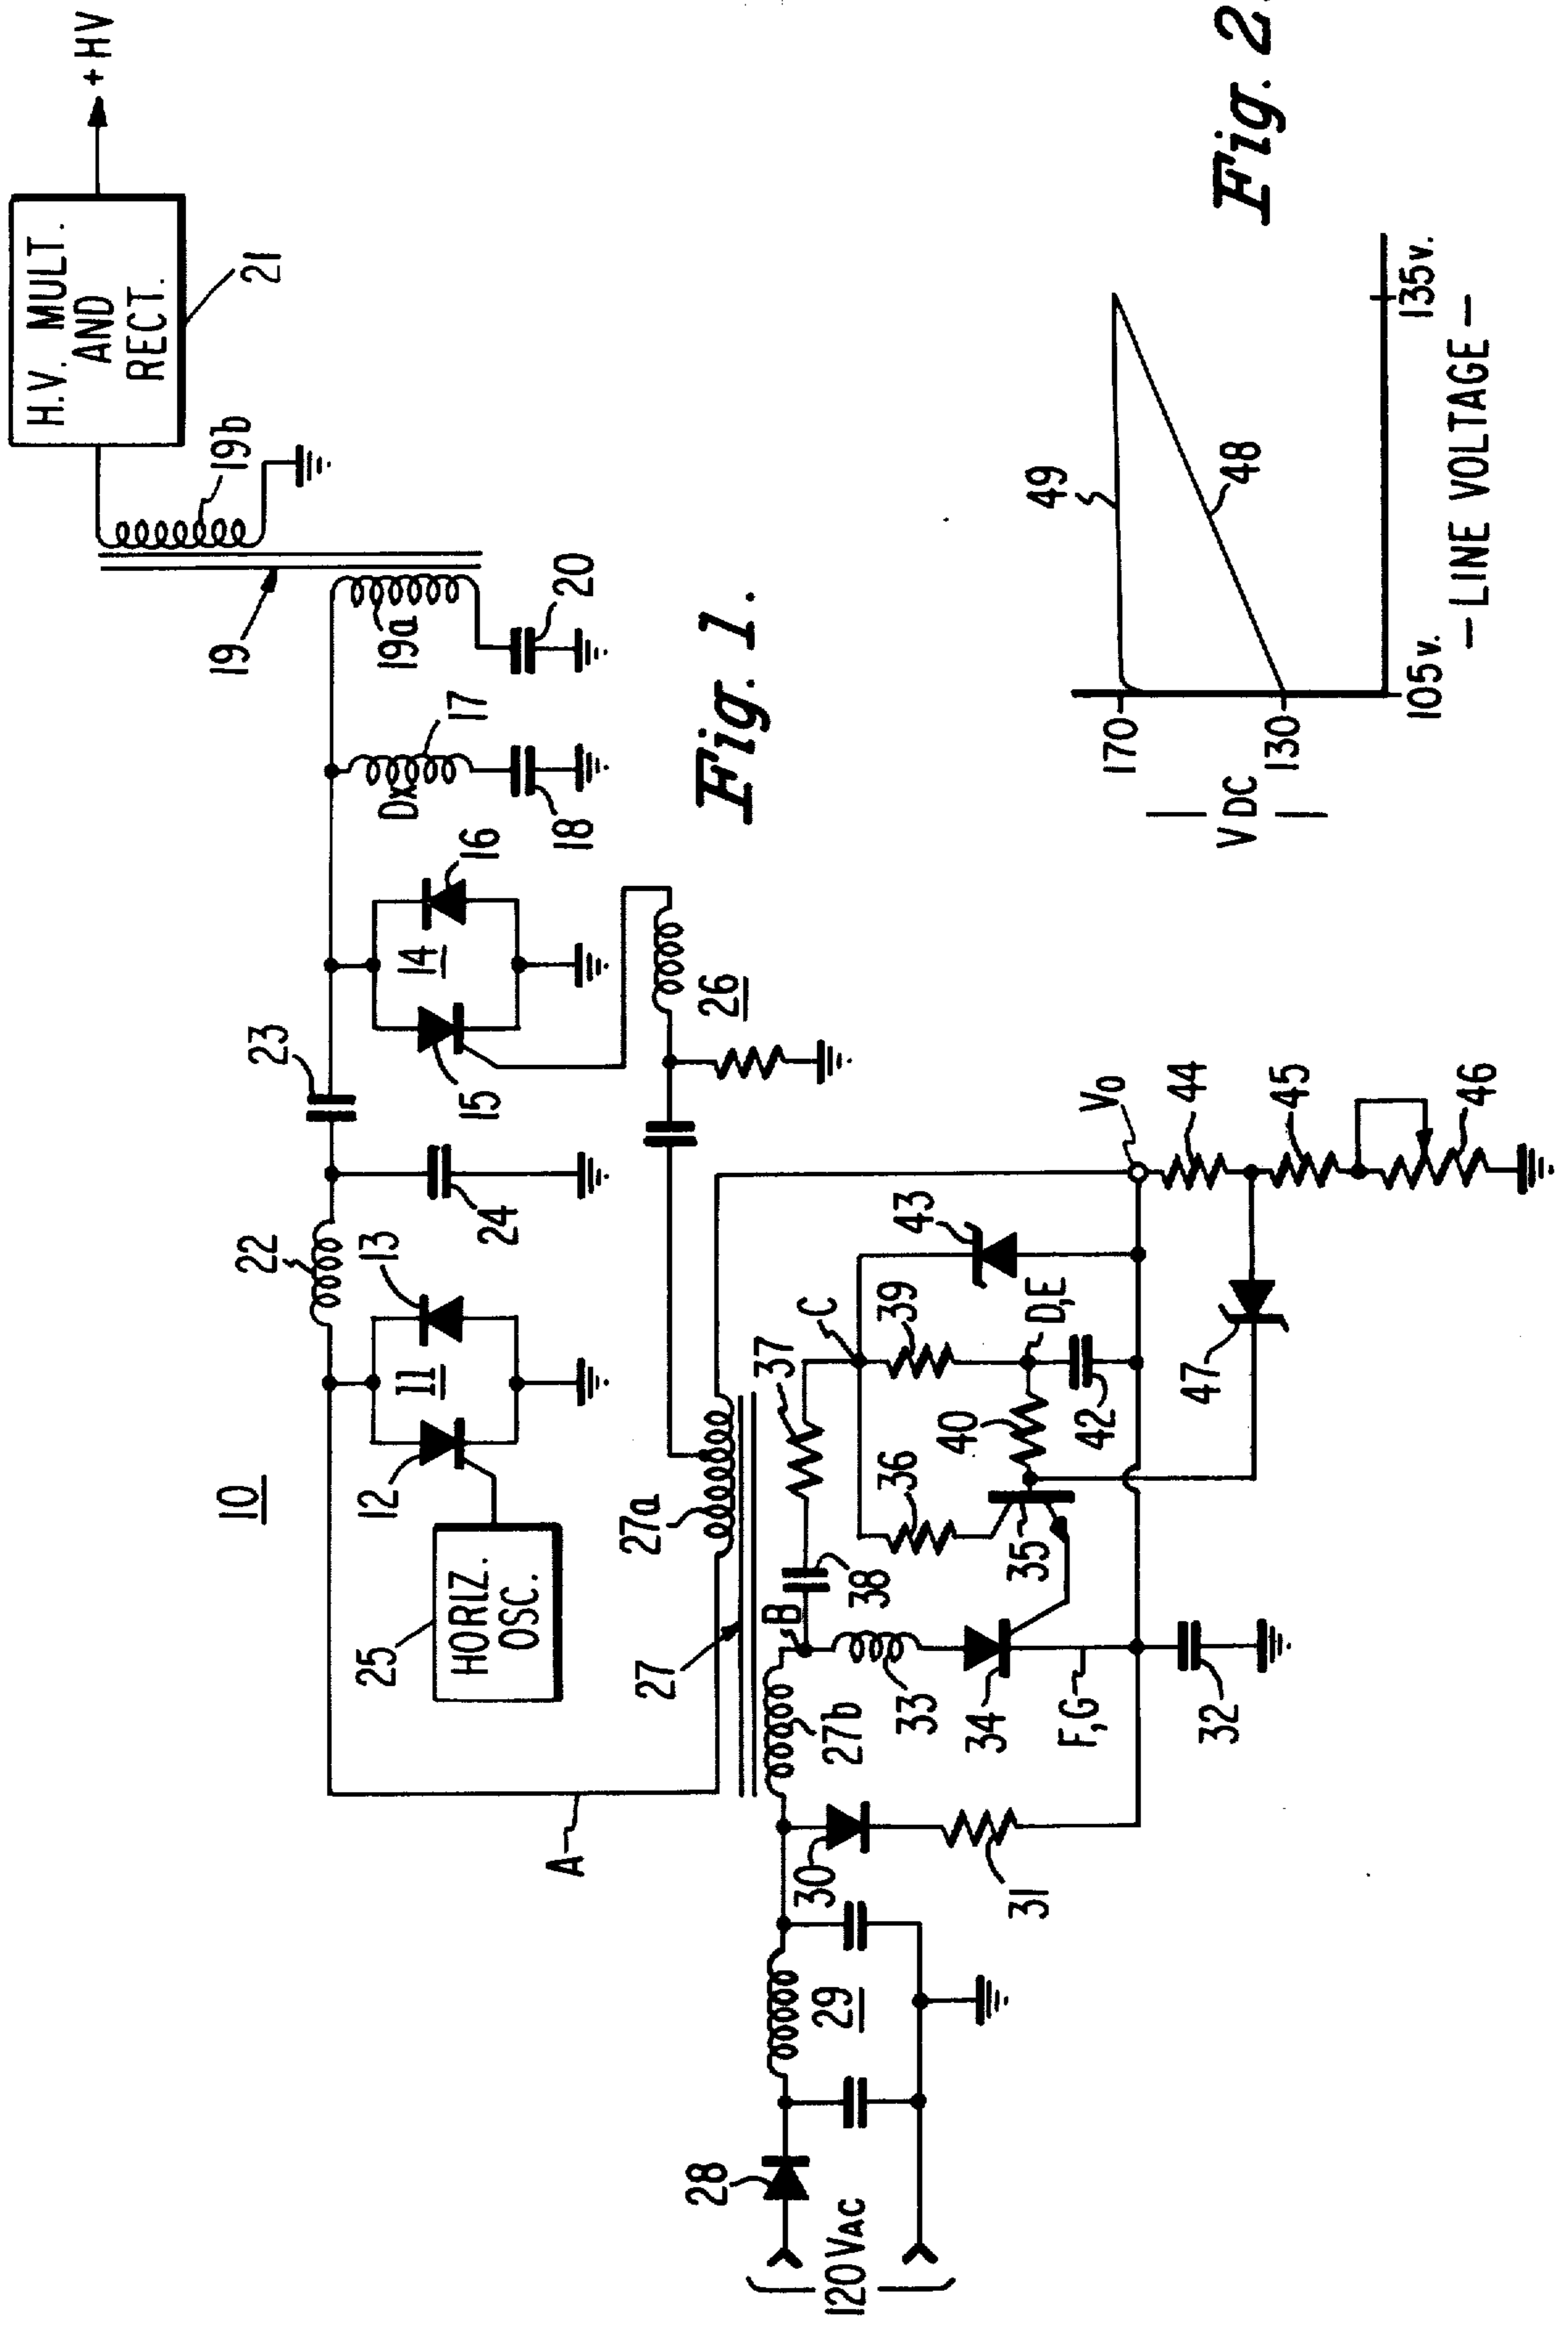 10
25
HORIZ.
OSC.
12
11
13
22
24
23
15
14
16
Dx
17
18
19
19a
20
19b
H.V. MULT.
AND
RECT.
21
+HV
A
27
27a
26
28
120VAC
29
30
31
27b
B
33
34
F,G
32
38
37
C
36
35
40
39
D,E
42
43
47
V0
44
45
46
Fig. 1.
170
VDC
130
49
48
105v.
135v.
—LINE VOLTAGE—
Fig. 2.